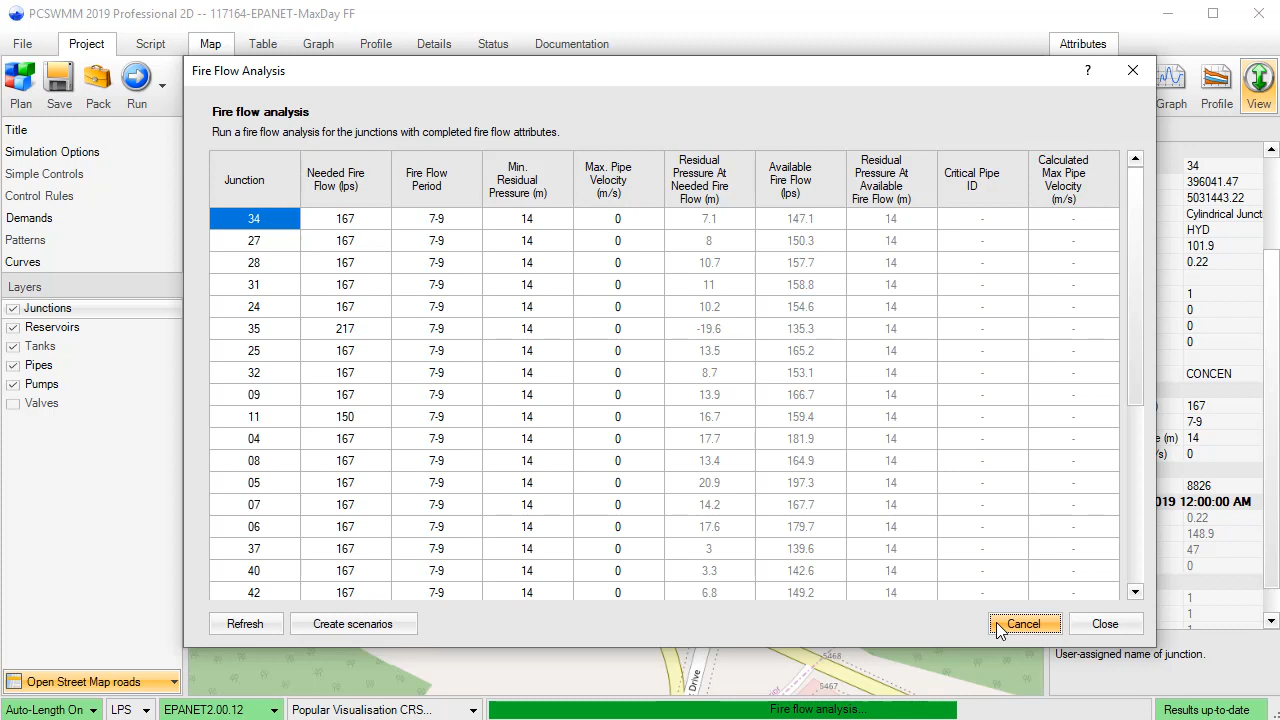 PCSWMM 2019 Professional 2D -- 117164-EPANET-MaxDay FF
File Project Script Map Table Graph Profile Details Status Documentation Attributes
Plan Save Pack Run
Graph Profile View
Title
Simulation Options
Simple Controls
Control Rules
Demands
Patterns
Curves
Layers
Junctions
Reservoirs
Tanks
Pipes
Pumps
Valves
Open Street Map roads
Fire Flow Analysis ?
Fire flow analysis
Run a fire flow analysis for the junctions with completed fire flow attributes.
Junction
Needed Fire
Flow (lps)
Fire Flow
Period
Min.
Residual
Pressure (m)
Max. Pipe
Velocity
(m/s)
Residual
Pressure At
Needed Fire
Flow (m)
Available
Fire Flow
(lps)
Residual
Pressure At
Available
Fire Flow (m)
Critical Pipe
ID
Calculated
Max Pipe
Velocity
(m/s)
34 167 7-9 14 0 7.1 147.1 14 - -
27 167 7-9 14 0 8 150.3 14 - -
28 167 7-9 14 0 10.7 157.7 14 - -
31 167 7-9 14 0 11 158.8 14 - -
24 167 7-9 14 0 10.2 154.6 14 - -
35 217 7-9 14 0 -19.6 135.3 14 - -
25 167 7-9 14 0 13.5 165.2 14 - -
32 167 7-9 14 0 8.7 153.1 14 - -
09 167 7-9 14 0 13.9 166.7 14 - -
11 150 7-9 14 0 16.7 159.4 14 - -
04 167 7-9 14 0 17.7 181.9 14 - -
08 167 7-9 14 0 13.4 164.9 14 - -
05 167 7-9 14 0 20.9 197.3 14 - -
07 167 7-9 14 0 14.2 167.7 14 - -
06 167 7-9 14 0 17.6 179.7 14 - -
37 167 7-9 14 0 3 139.6 14 - -
40 167 7-9 14 0 3.3 142.6 14 - -
42 167 7-9 14 0 6.8 149.2 14 - -
Refresh Create scenarios Cancel Close
34
396041.47
5031443.22
Cylindrical Junct
HYD
101.9
0.22
1
0
0
0
CONCEN
) 167
7-9
e (m) 14
/s) 0
8826
019 12:00:00 AM
0.22
148.9
47
0
1
1
1
User-assigned name of junction.
5468
5467
Drive
Auto-Length On LPS EPANET2.00.12 Popular Visualisation CRS... Fire flow analysis... Results up-to-date